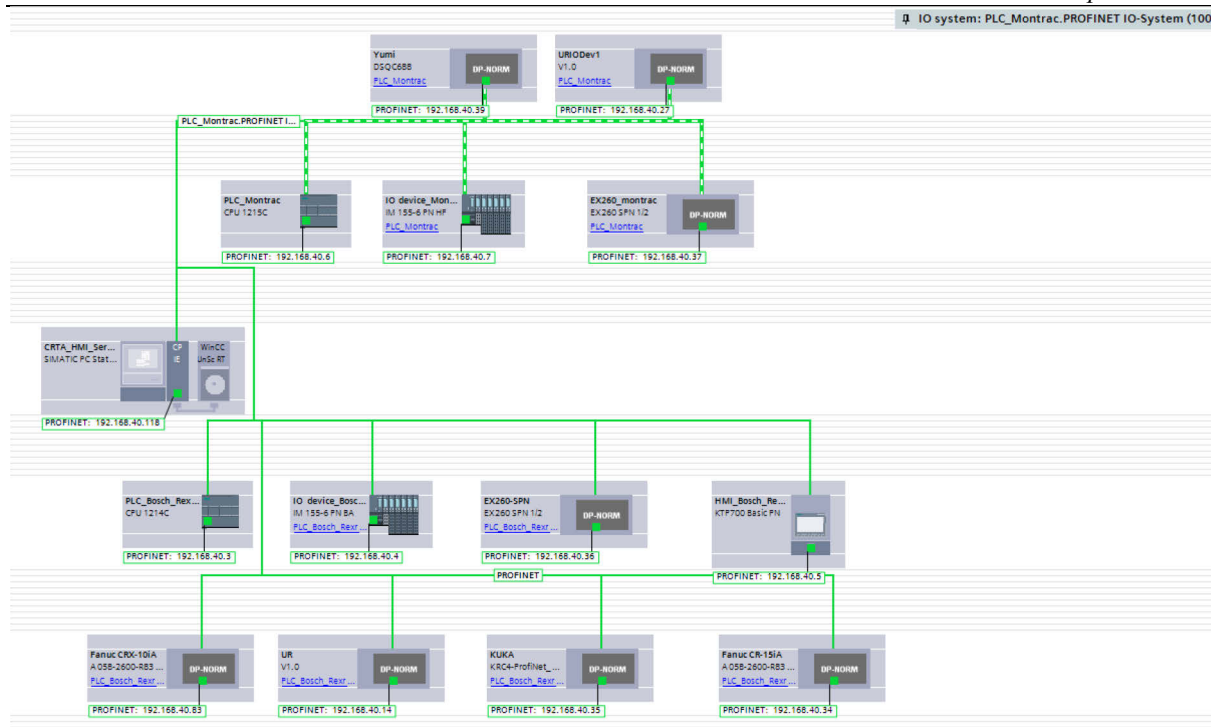 IO system: PLC_Montrac.PROFINET IO-System (100
Yumi
DSQC688
DP-NORM
PLC_Montrac
PROFINET: 192.168.40.39
URIODev1
V1.0
DP-NORM
PLC_Montrac
PROFINET: 192.168.40.27
PLC_Montrac.PROFINET I...
PLC_Montrac
CPU 1215C
PROFINET: 192.168.40.6
IO device_Mon...
IM 155-6 PN HF
PLC_Montrac
PROFINET: 192.168.40.7
EX260_montrac
EX260 SPN 1/2
DP-NORM
PLC_Montrac
PROFINET: 192.168.40.37
CRTA_HMI_Ser...
SIMATIC PC Stat...
CP
IE
WinCC
UnSc RT
PROFINET: 192.168.40.118
PLC_Bosch_Rex...
CPU 1214C
PROFINET: 192.168.40.3
IO device_Bosc...
IM 155-6 PN BA
PLC_Bosch_Rexr...
PROFINET: 192.168.40.4
EX260-SPN
EX260 SPN 1/2
DP-NORM
PLC_Bosch_Rexr...
PROFINET: 192.168.40.36
HMI_Bosch_Re...
KTP700 Basic PN
PROFINET: 192.168.40.5
PROFINET
Fanuc CRX-10iA
A05B-2600-R83 ...
DP-NORM
PLC_Bosch_Rexr...
PROFINET: 192.168.40.83
UR
V1.0
DP-NORM
PLC_Bosch_Rexr...
PROFINET: 192.168.40.14
KUKA
KRC4-ProfiNet_...
DP-NORM
PLC_Bosch_Rexr...
PROFINET: 192.168.40.35
Fanuc CR-15iA
A05B-2600-R83 ...
DP-NORM
PLC_Bosch_Rexr...
PROFINET: 192.168.40.34